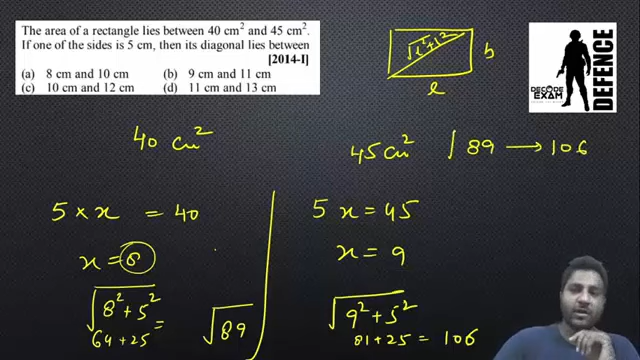 The area of a rectangle lies between 40 cm² and 45 cm².
If one of the sides is 5 cm, then its diagonal lies between
[2014-I]
(a) 8 cm and 10 cm (b) 9 cm and 11 cm
(c) 10 cm and 12 cm (d) 11 cm and 13 cm
√l²+b²
b
l
DECODE EXAM
DEFENCE
40 cm²
45 cm²
√89 → 106
5 × x = 40
x = 8
√8² + 5² =
64 + 25
√89
5 x = 45
x = 9
√9² + 5²
81 + 25 = 106